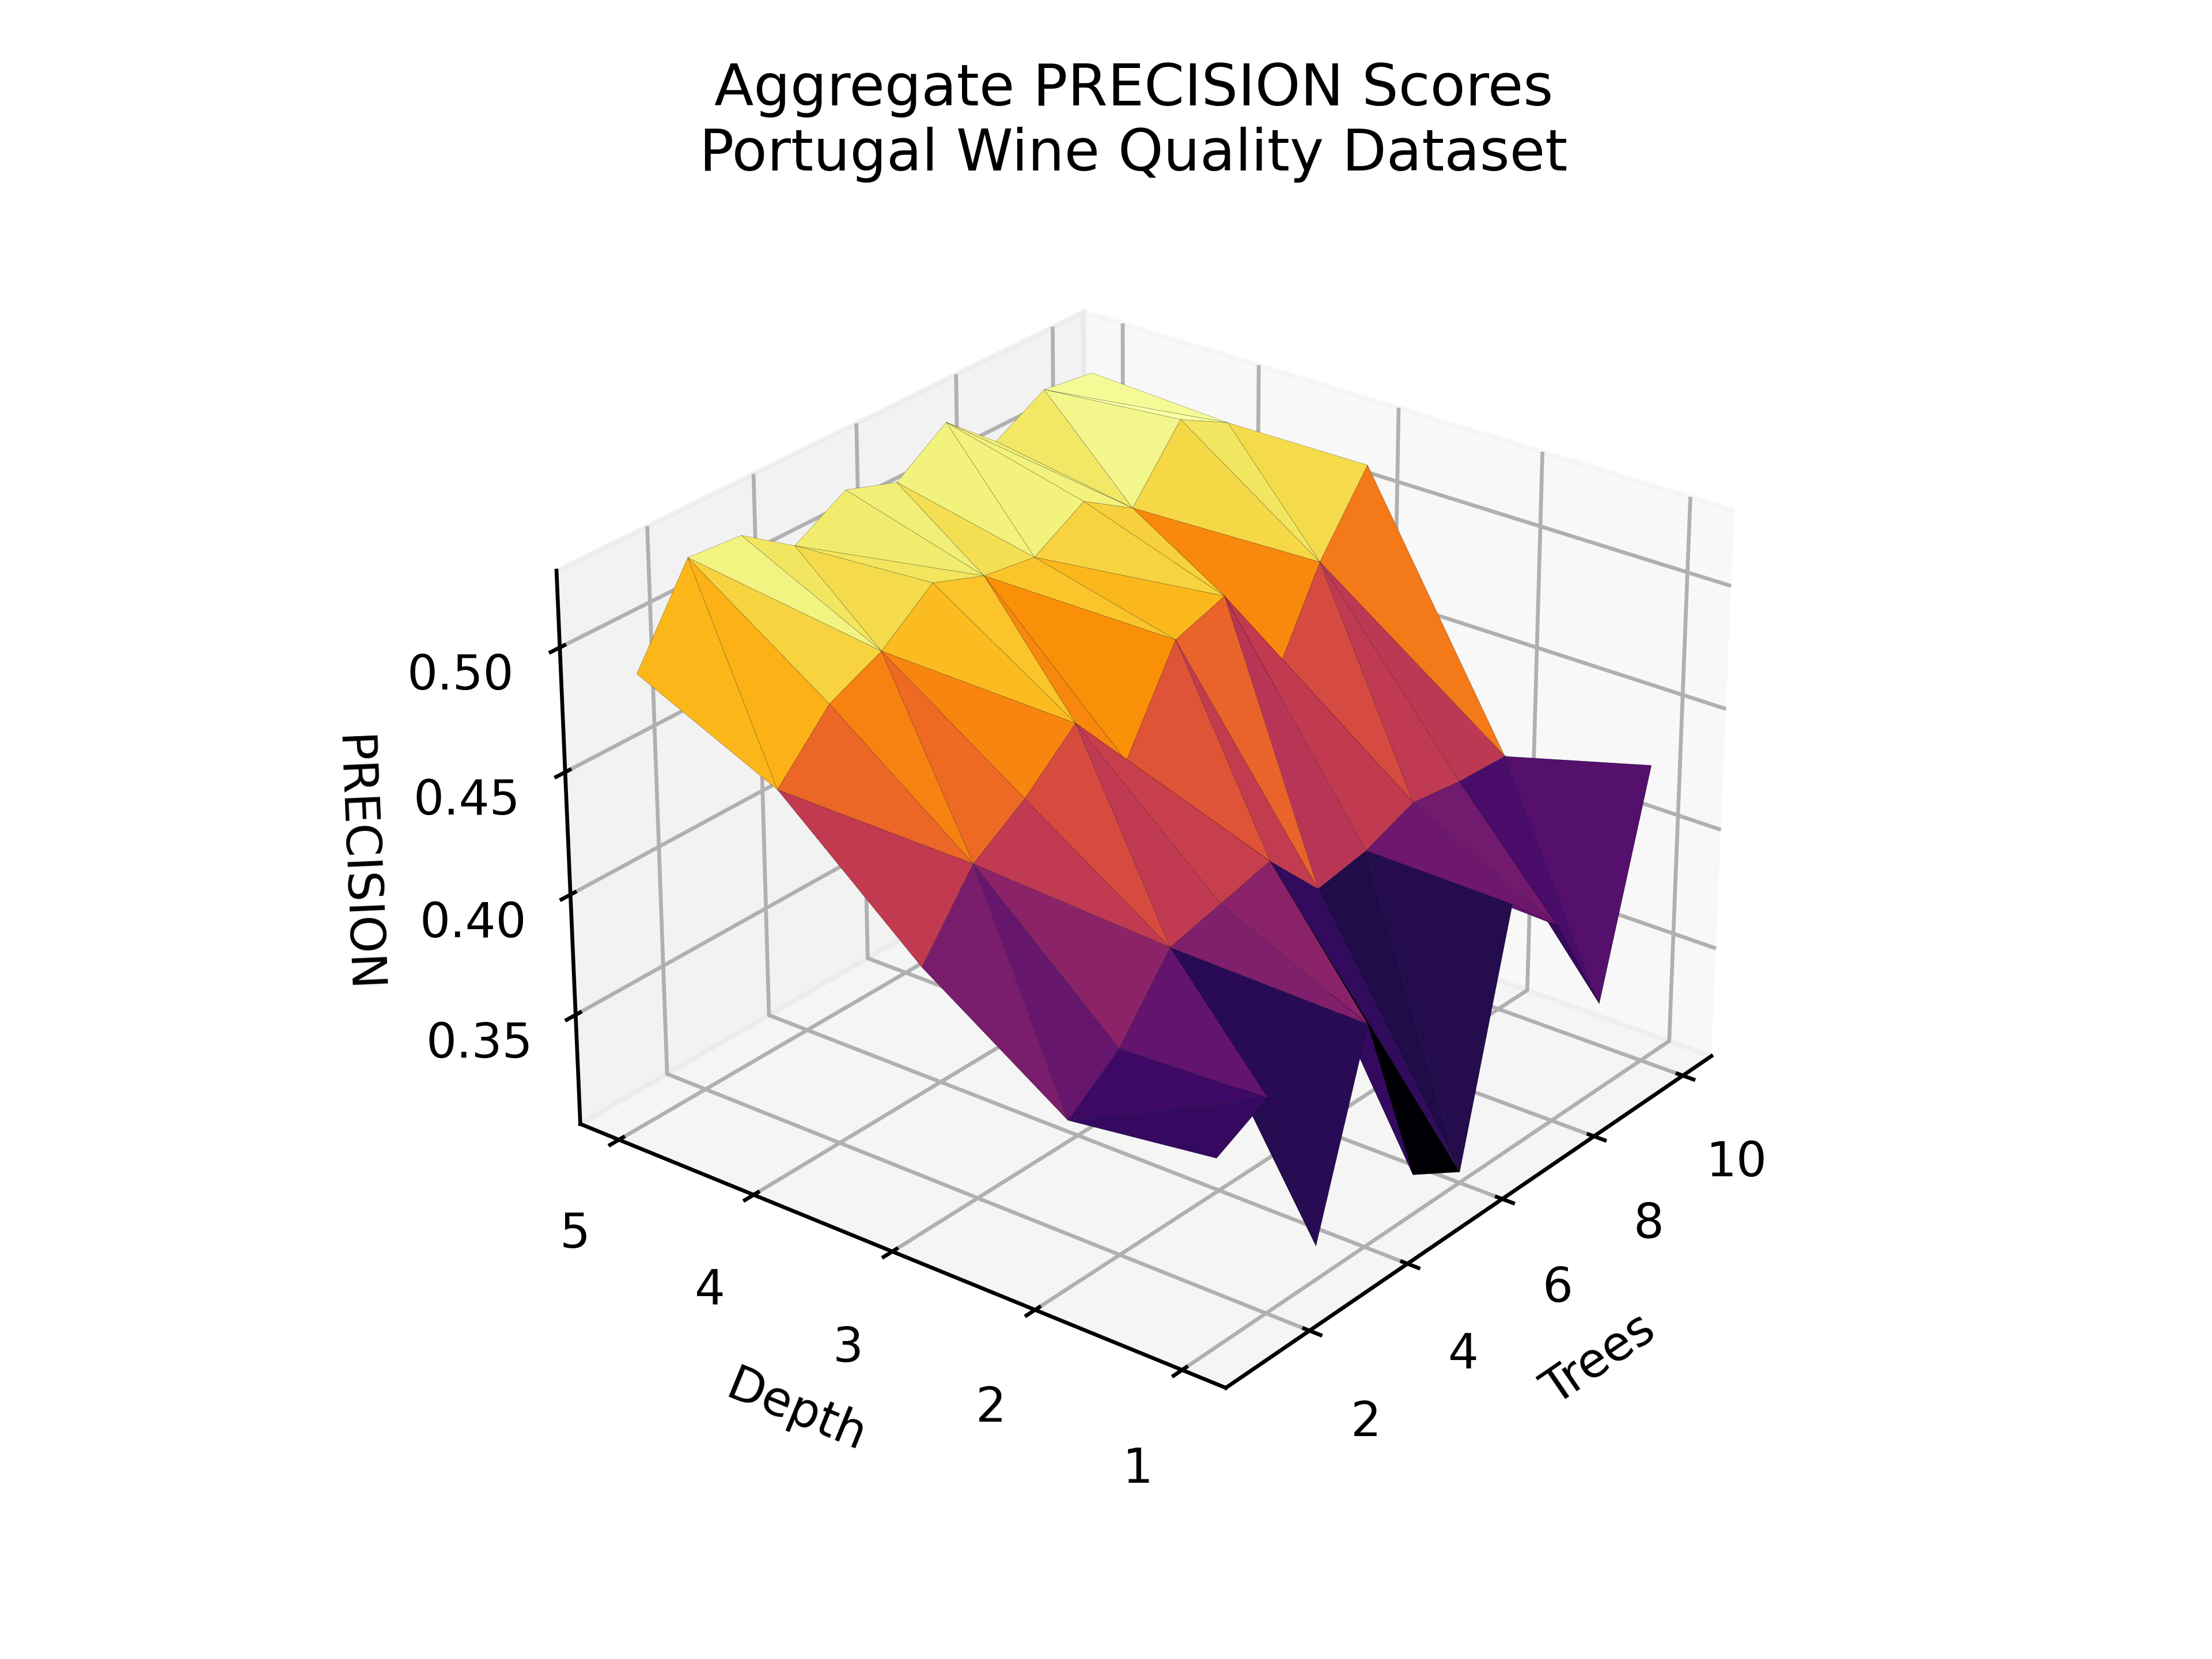 Aggregate PRECISION Scores
Portugal Wine Quality Dataset
PRECISION
0.50
0.45
0.40
0.35
5
4
3
2
1
Depth
2
4
6
8
10
Trees